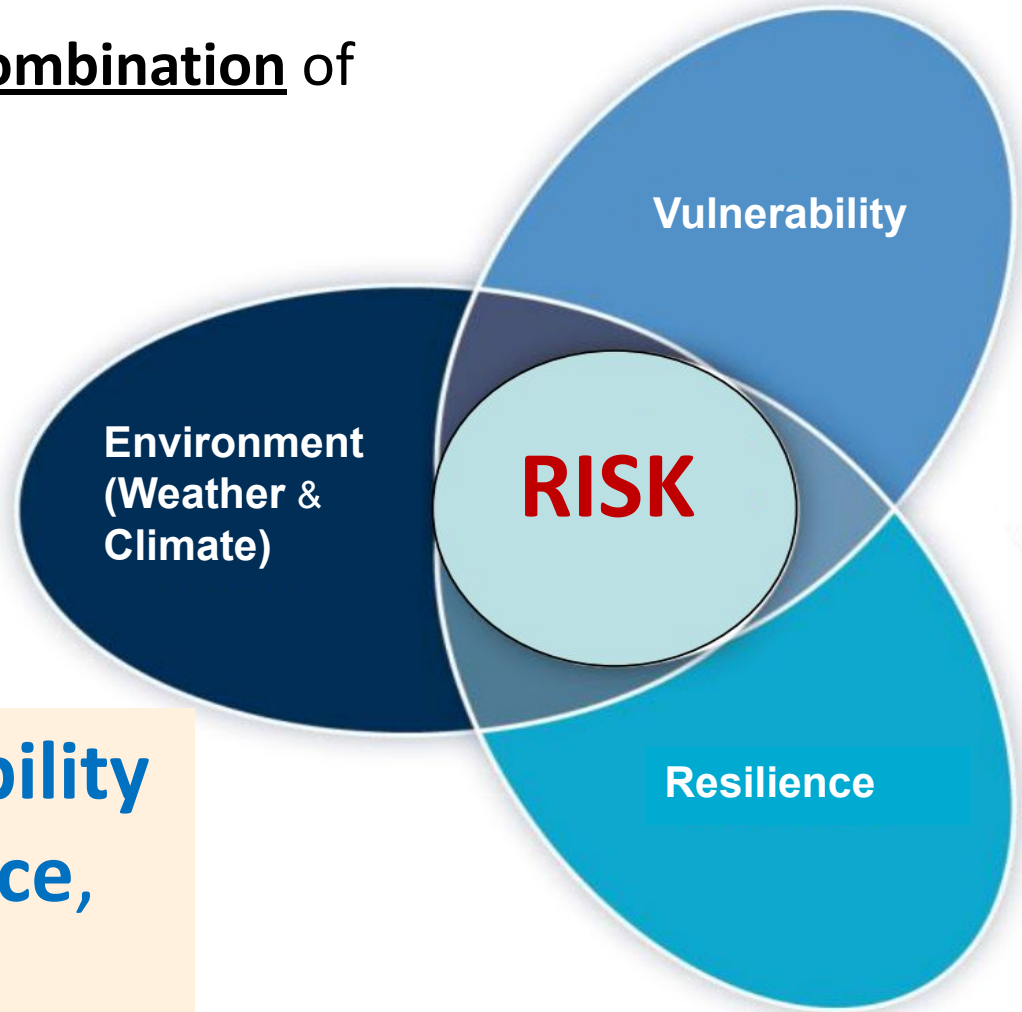 ombination of
Vulnerability
Environment
(Weather &
Climate)
RISK
bility
Resilience
ce,